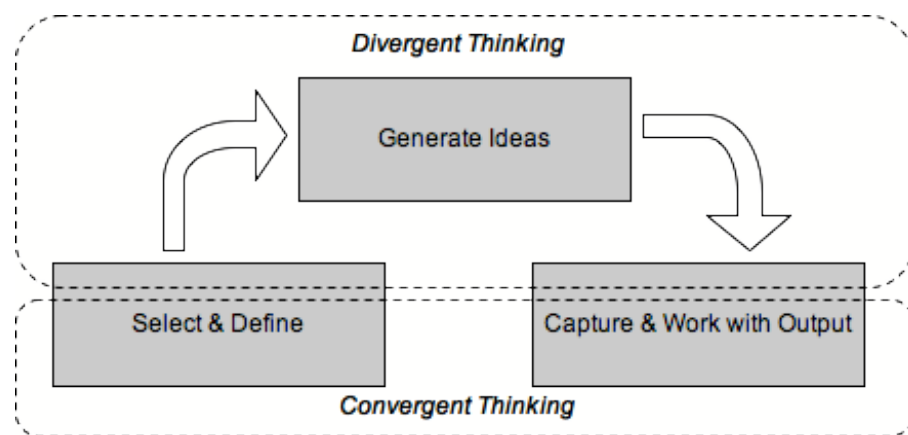 Divergent Thinking
Generate Ideas
Select & Define
Capture & Work with Output
Convergent Thinking